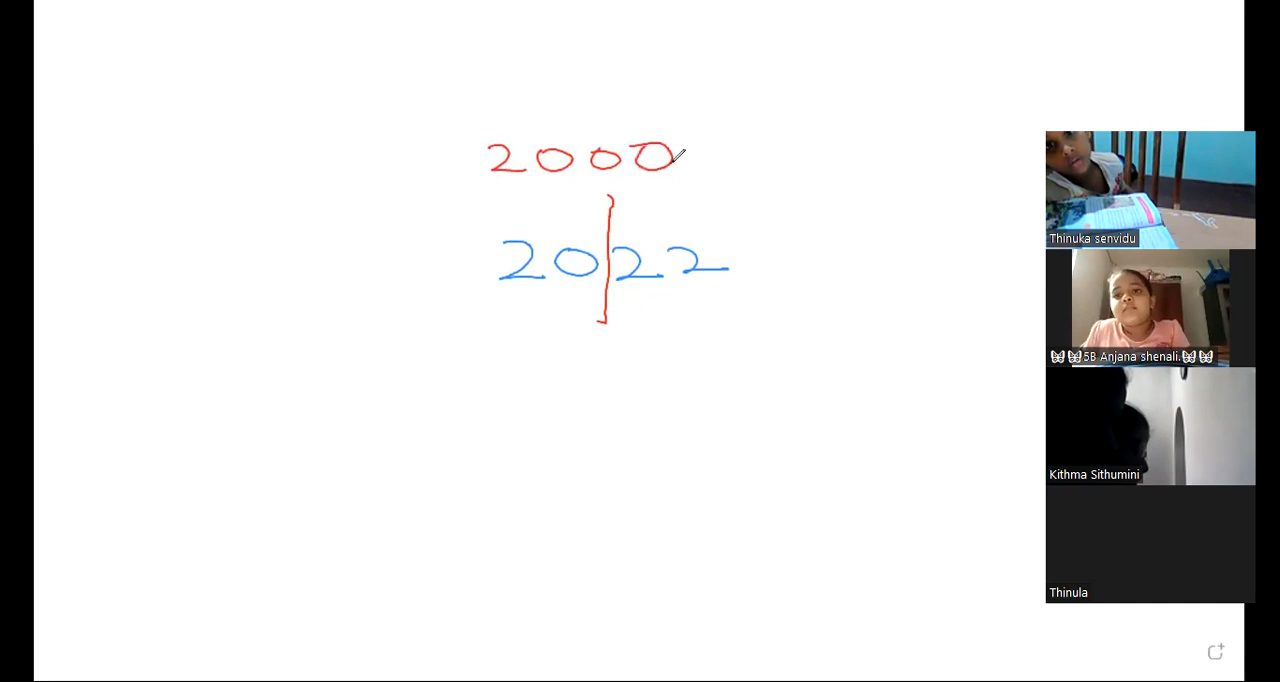 2000
2022
Thinuka senvidu
5B Anjana shenali.
Kithma Sithumini
Thinula